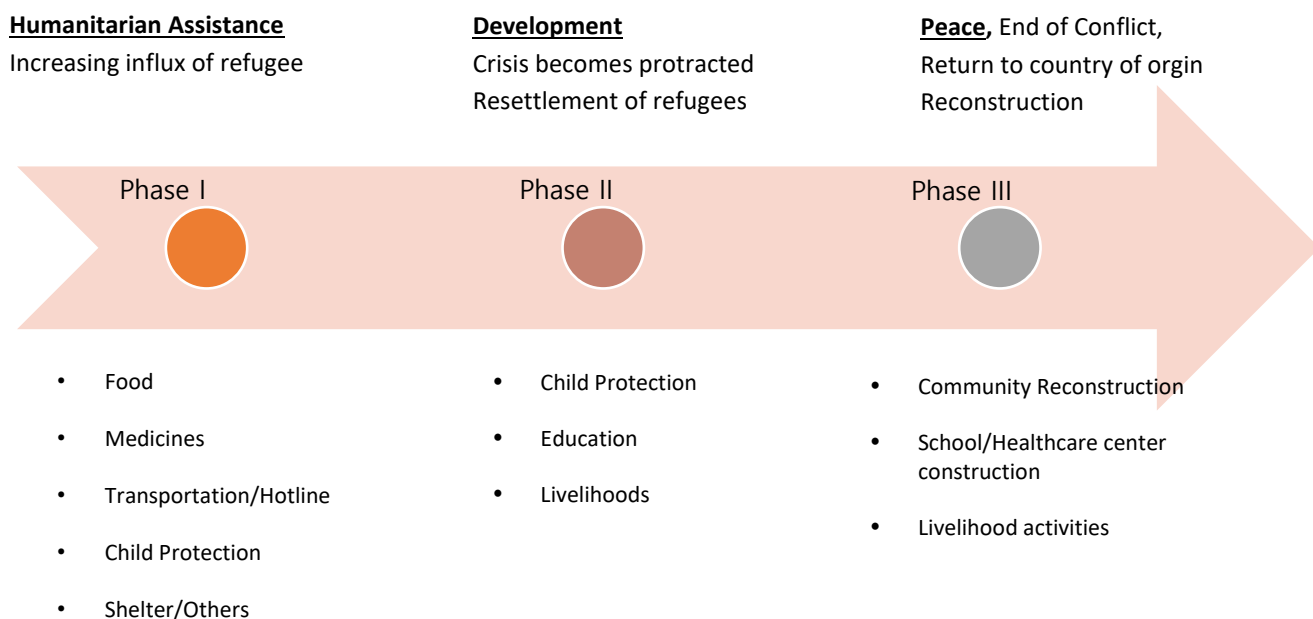 Humanitarian Assistance
Increasing influx of refugee
Development
Crisis becomes protracted
Resettlement of refugees
Peace, End of Conflict,
Return to country of orgin
Reconstruction
Phase I
Phase II
Phase III
• Food
• Medicines
• Transportation/Hotline
• Child Protection
• Shelter/Others
• Child Protection
• Education
• Livelihoods
• Community Reconstruction
• School/Healthcare center
construction
• Livelihood activities